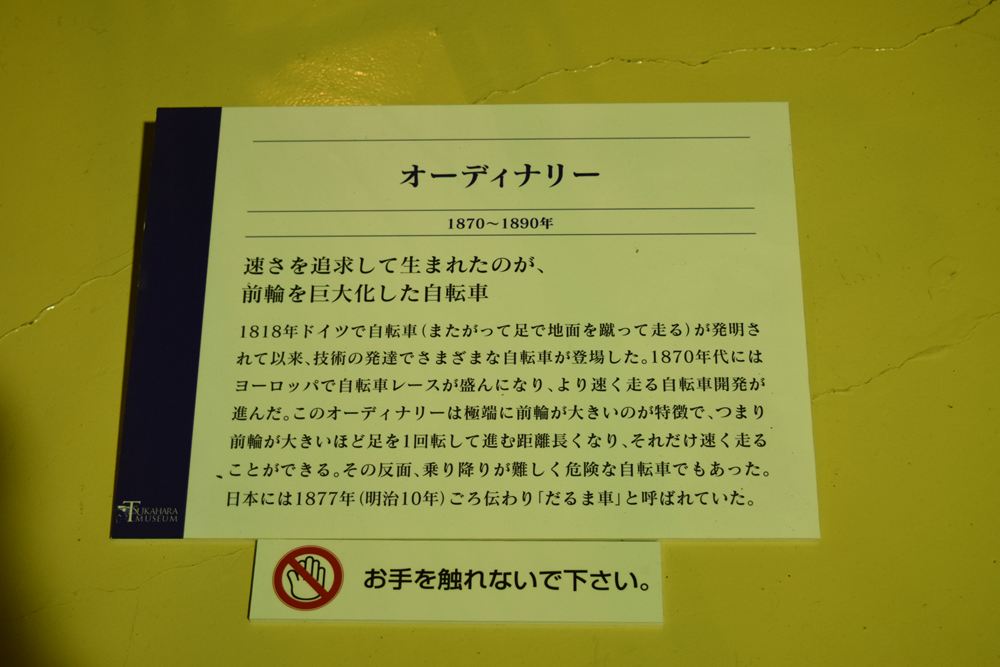 オーディナリー
1870〜1890年
速さを追求して生まれたのが、
前輪を巨大化した自転車
1818年ドイツで自転車(またがって足で地面を蹴って走る)が発明さ
れて以来、技術の発達でさまざまな自転車が登場した。1870年代には
ヨーロッパで自転車レースが盛んになり、より速く走る自転車開発が
進んだ。このオーディナリーは極端に前輪が大きいのが特徴で、つまり
前輪が大きいほど足を1回転して進む距離長くなり、それだけ速く走る
ことができる。その反面、乗り降りが難しく危険な自転車でもあった。
日本には1877年(明治10年)ごろ伝わり「だるま車」と呼ばれていた。
TSUKAHARA
MUSEUM
お手を触れないで下さい。